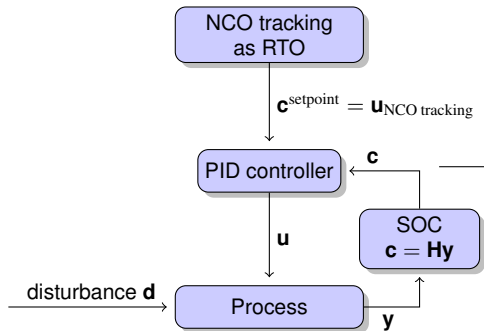 NCO tracking
as RTO
c^setpoint = u_NCO tracking
PID controller
c
u
SOC
c = Hy
disturbance d
Process
y